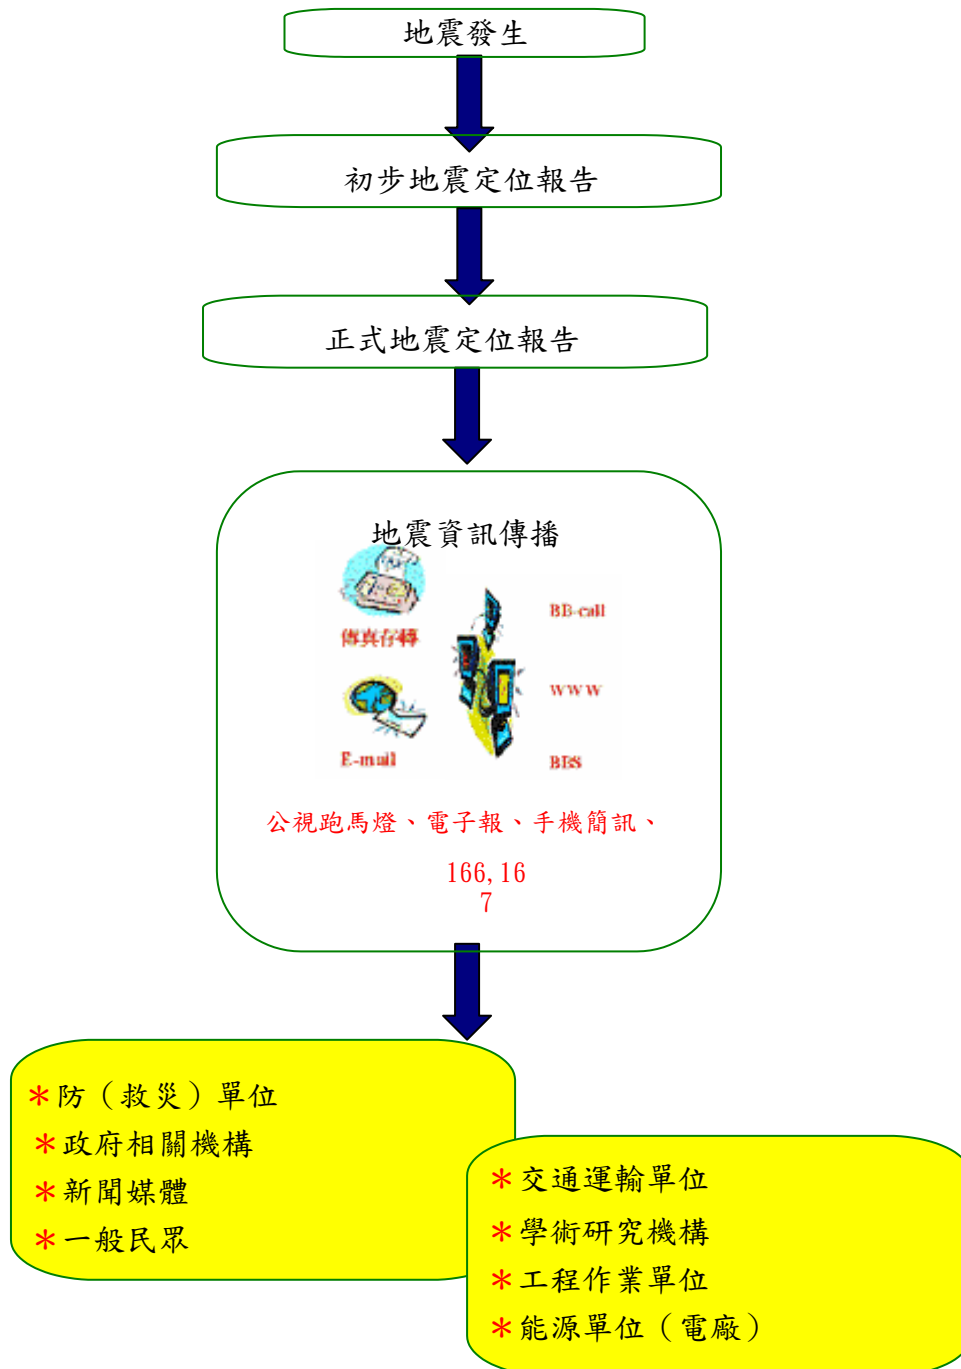 地震發生
初步地震定位報告
正式地震定位報告
地震資訊傳播
傳真存轉
BB-call
WWW
E-mail
BBS
公視跑馬燈、電子報、手機簡訊、
166,16
7
*防（救災）單位
*政府相關機構
*新聞媒體
*一般民眾
*交通運輸單位
*學術研究機構
*工程作業單位
*能源單位（電廠）